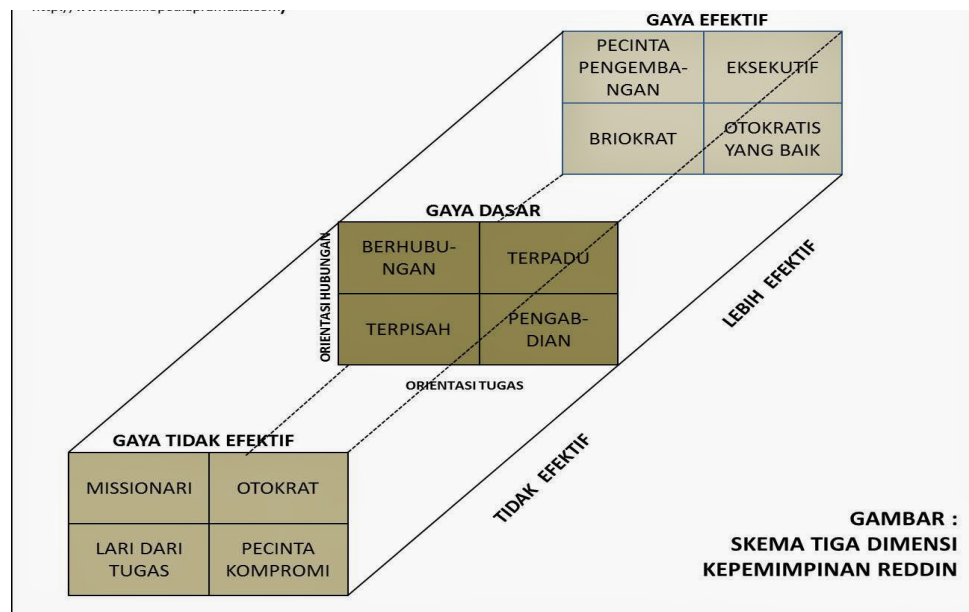 GAYA EFEKTIF
PECINTA
PENGEMBA-
NGAN
EKSEKUTIF
BRIOKRAT
OTOKRATIS
YANG BAIK
GAYA DASAR
ORIENTASI HUBUNGAN
BERHUBU-
NGAN
TERPADU
TERPISAH
PENGAB-
DIAN
ORIENTASI TUGAS
LEBIH EFEKTIF
GAYA TIDAK EFEKTIF
MISSIONARI
OTOKRAT
LARI DARI
TUGAS
PECINTA
KOMPROMI
TIDAK EFEKTIF
GAMBAR :
SKEMA TIGA DIMENSI
KEPEMIMPINAN REDDIN